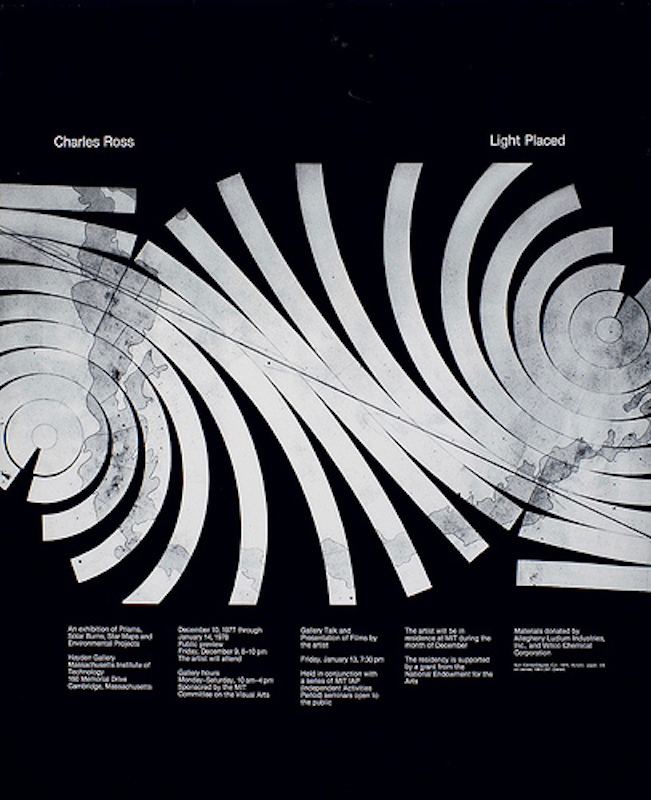 Charles Ross
Light Placed
An exhibition of Prisms,
Solar Burns, Star Maps and
Environmental Projects
Hayden Gallery
Massachusetts Institute of
Technology
160 Memorial Drive
Cambridge, Massachusetts
December 10, 1977 through
January 14, 1978
Public preview
Friday, December 9, 8-10 pm
The artist will attend
Gallery hours
Monday-Saturday, 10 am-4 pm
Sponsored by the MIT
Committee on the Visual Arts
Gallery Talk and
Presentation of Films by
the artist
Friday, January 13, 7:30 pm
Held in conjunction with
a series of MIT IAP
(Independent Activities
Period) seminars open to
the public
The artist will be in
residence at MIT during the
month of December
The residency is supported
by a grant from the
National Endowment for the
Arts
Materials donated by
Allegheny Ludlum Industries,
Inc., and Witco Chemical
Corporation